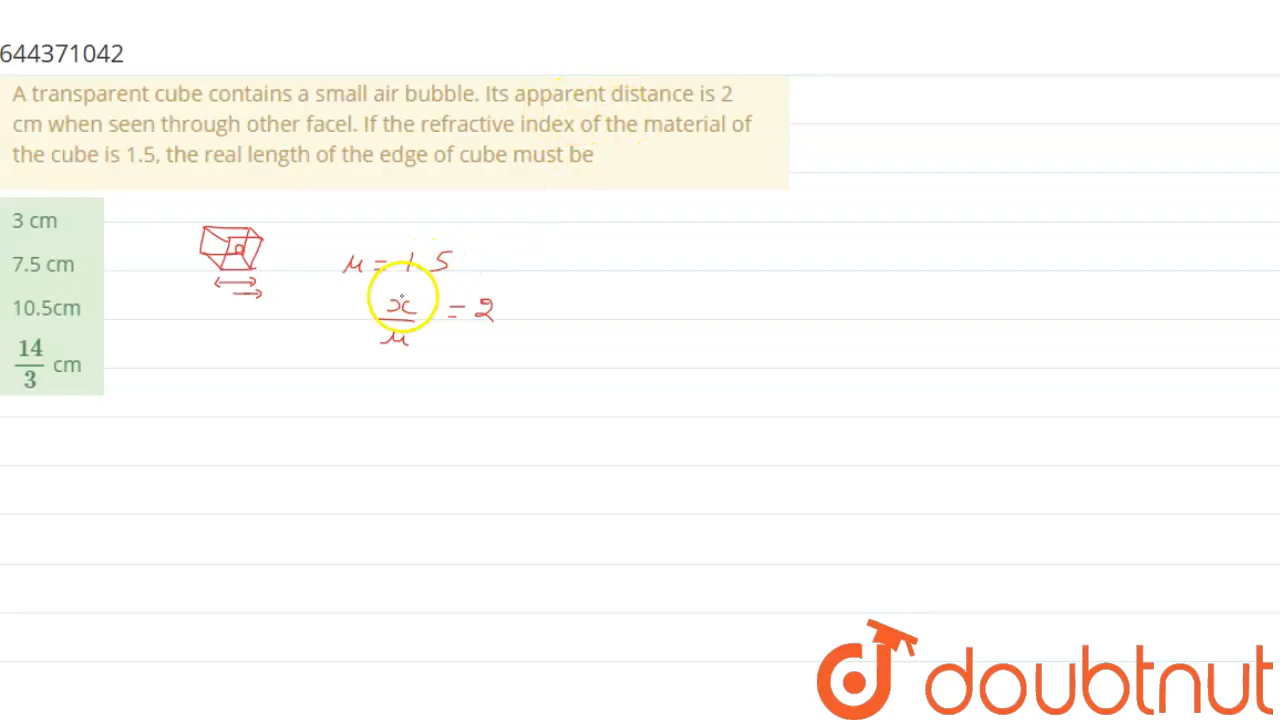 644371042
A transparent cube contains a small air bubble. Its apparent distance is 2
cm when seen through other facel. If the refractive index of the material of
the cube is 1.5, the real length of the edge of cube must be
3 cm
7.5 cm
10.5cm
14/3 cm
μ = 1.5
x/μ = 2
doubtnut